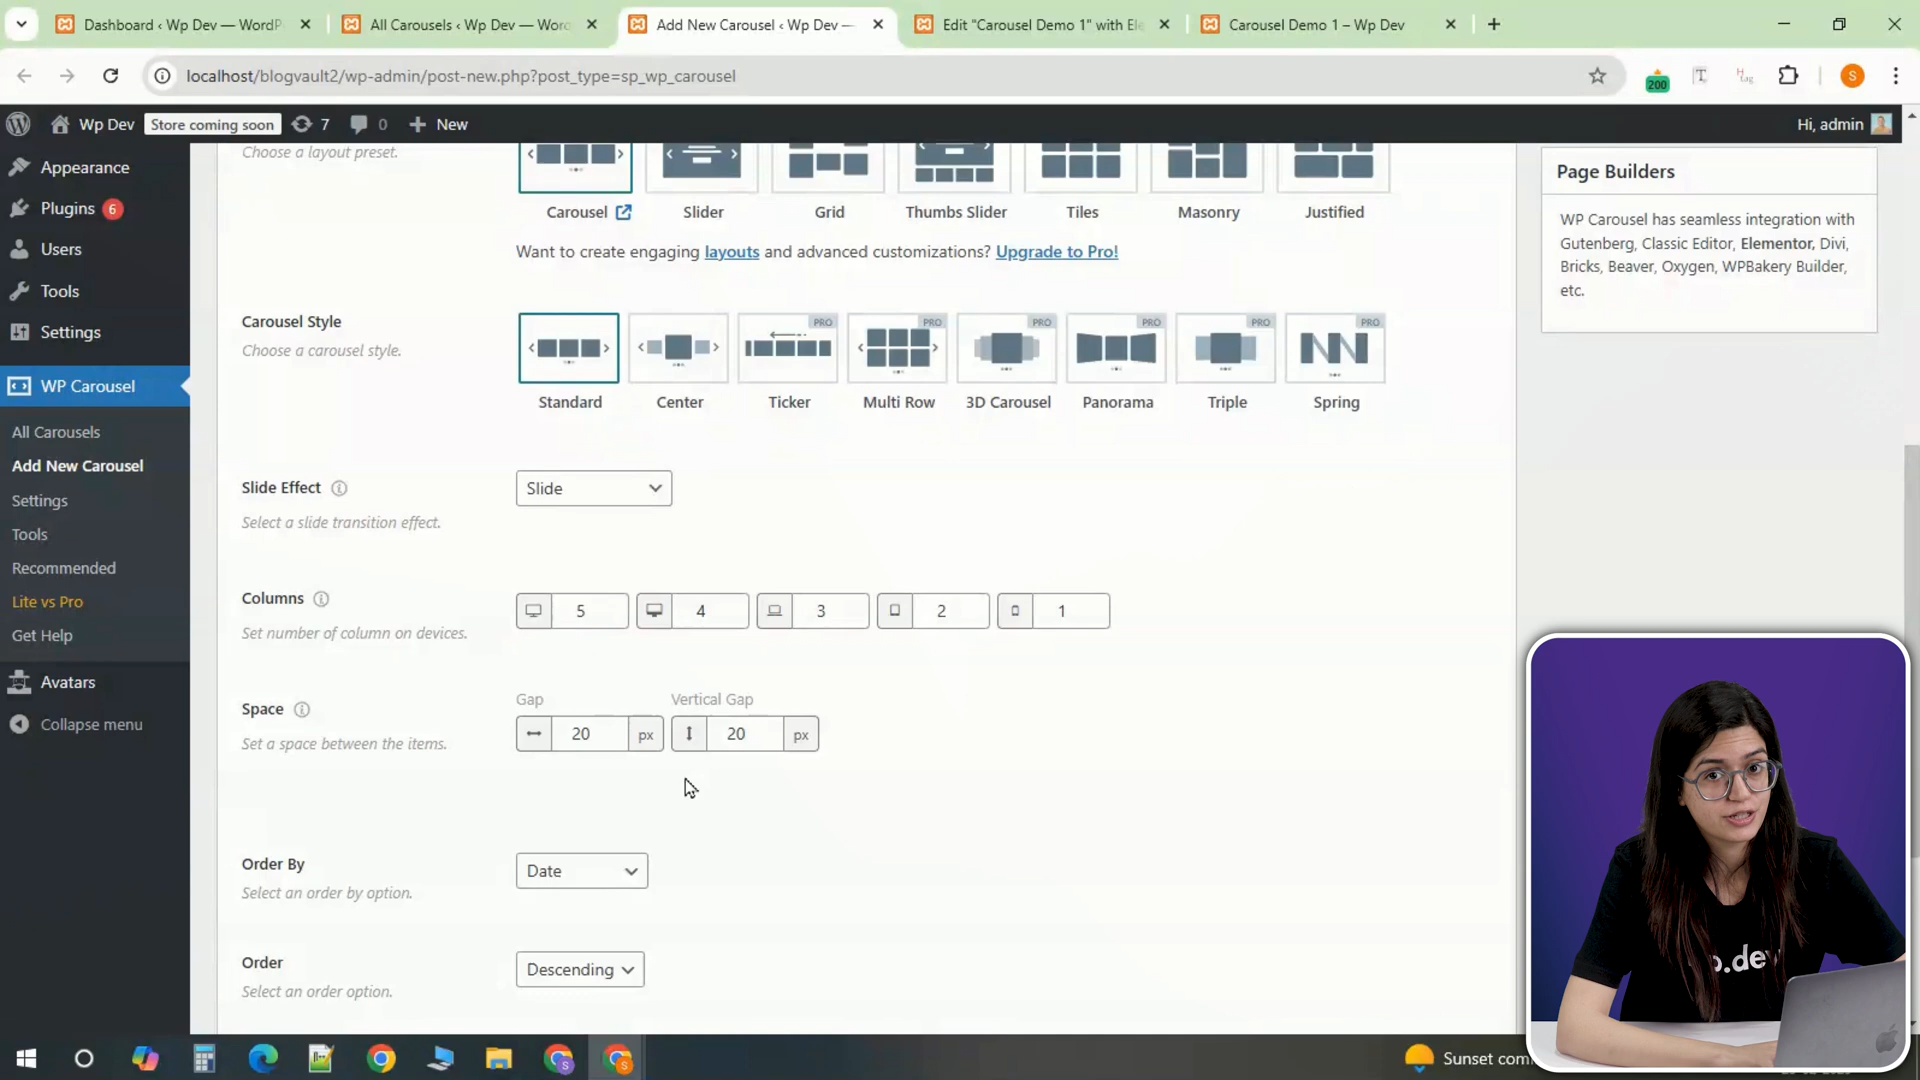 Dashboard ‹ Wp Dev — WordP
All Carousels ‹ Wp Dev — Word
Add New Carousel ‹ Wp Dev —
Edit "Carousel Demo 1" with Ele
Carousel Demo 1 – Wp Dev
localhost/blogvault2/wp-admin/post-new.php?post_type=sp_wp_carousel
200
T
H
tag
S
Wp Dev
Store coming soon
7
0
New
Hi, admin
Appearance
Plugins 6
Users
Tools
Settings
WP Carousel
All Carousels
Add New Carousel
Settings
Tools
Recommended
Lite vs Pro
Get Help
Avatars
Collapse menu
Choose a layout preset.
Carousel
Slider
Grid
Thumbs Slider
Tiles
Masonry
Justified
Want to create engaging layouts and advanced customizations? Upgrade to Pro!
Carousel Style
Choose a carousel style.
PRO
PRO
PRO
PRO
PRO
PRO
Standard
Center
Ticker
Multi Row
3D Carousel
Panorama
Triple
Spring
Slide Effect
Select a slide transition effect.
Slide
Columns
Set number of column on devices.
5
4
3
2
1
Space
Set a space between the items.
Gap
20 px
Vertical Gap
20 px
Order By
Select an order by option.
Date
Order
Select an order option.
Descending
Page Builders
WP Carousel has seamless integration with
Gutenberg, Classic Editor, Elementor, Divi,
Bricks, Beaver, Oxygen, WPBakery Builder,
etc.
p.dev
S
S
Sunset com